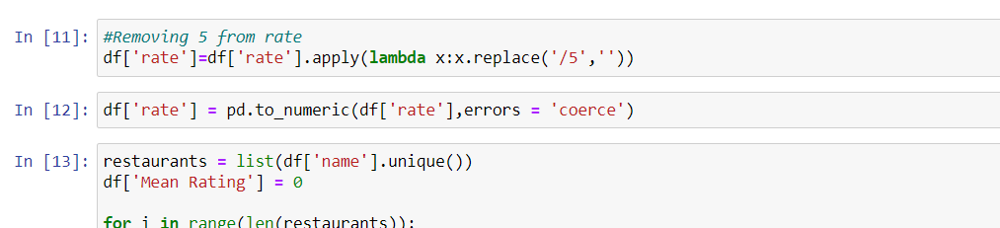 In [11]: #Removing 5 from rate
df['rate']=df['rate'].apply(lambda x:x.replace('/5',''))
In [12]: df['rate'] = pd.to_numeric(df['rate'],errors = 'coerce')
In [13]: restaurants = list(df['name'].unique())
df['Mean Rating'] = 0
for i in range(len(restaurants)):